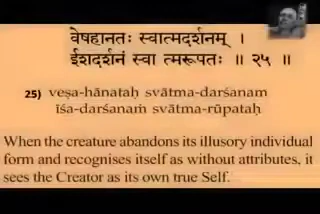 वेषहानतः स्वात्मदर्शनम् ।
ईशदर्शनं स्वा त्मरूपतः ॥ २५ ॥
25) veṣa-hānataḥ svātma-darśanam
īśa-darśanaṁ svātma-rūpataḥ
When the creature abandons its illusory individual
form and recognises itself as without attributes, it
sees the Creator as its own true Self.